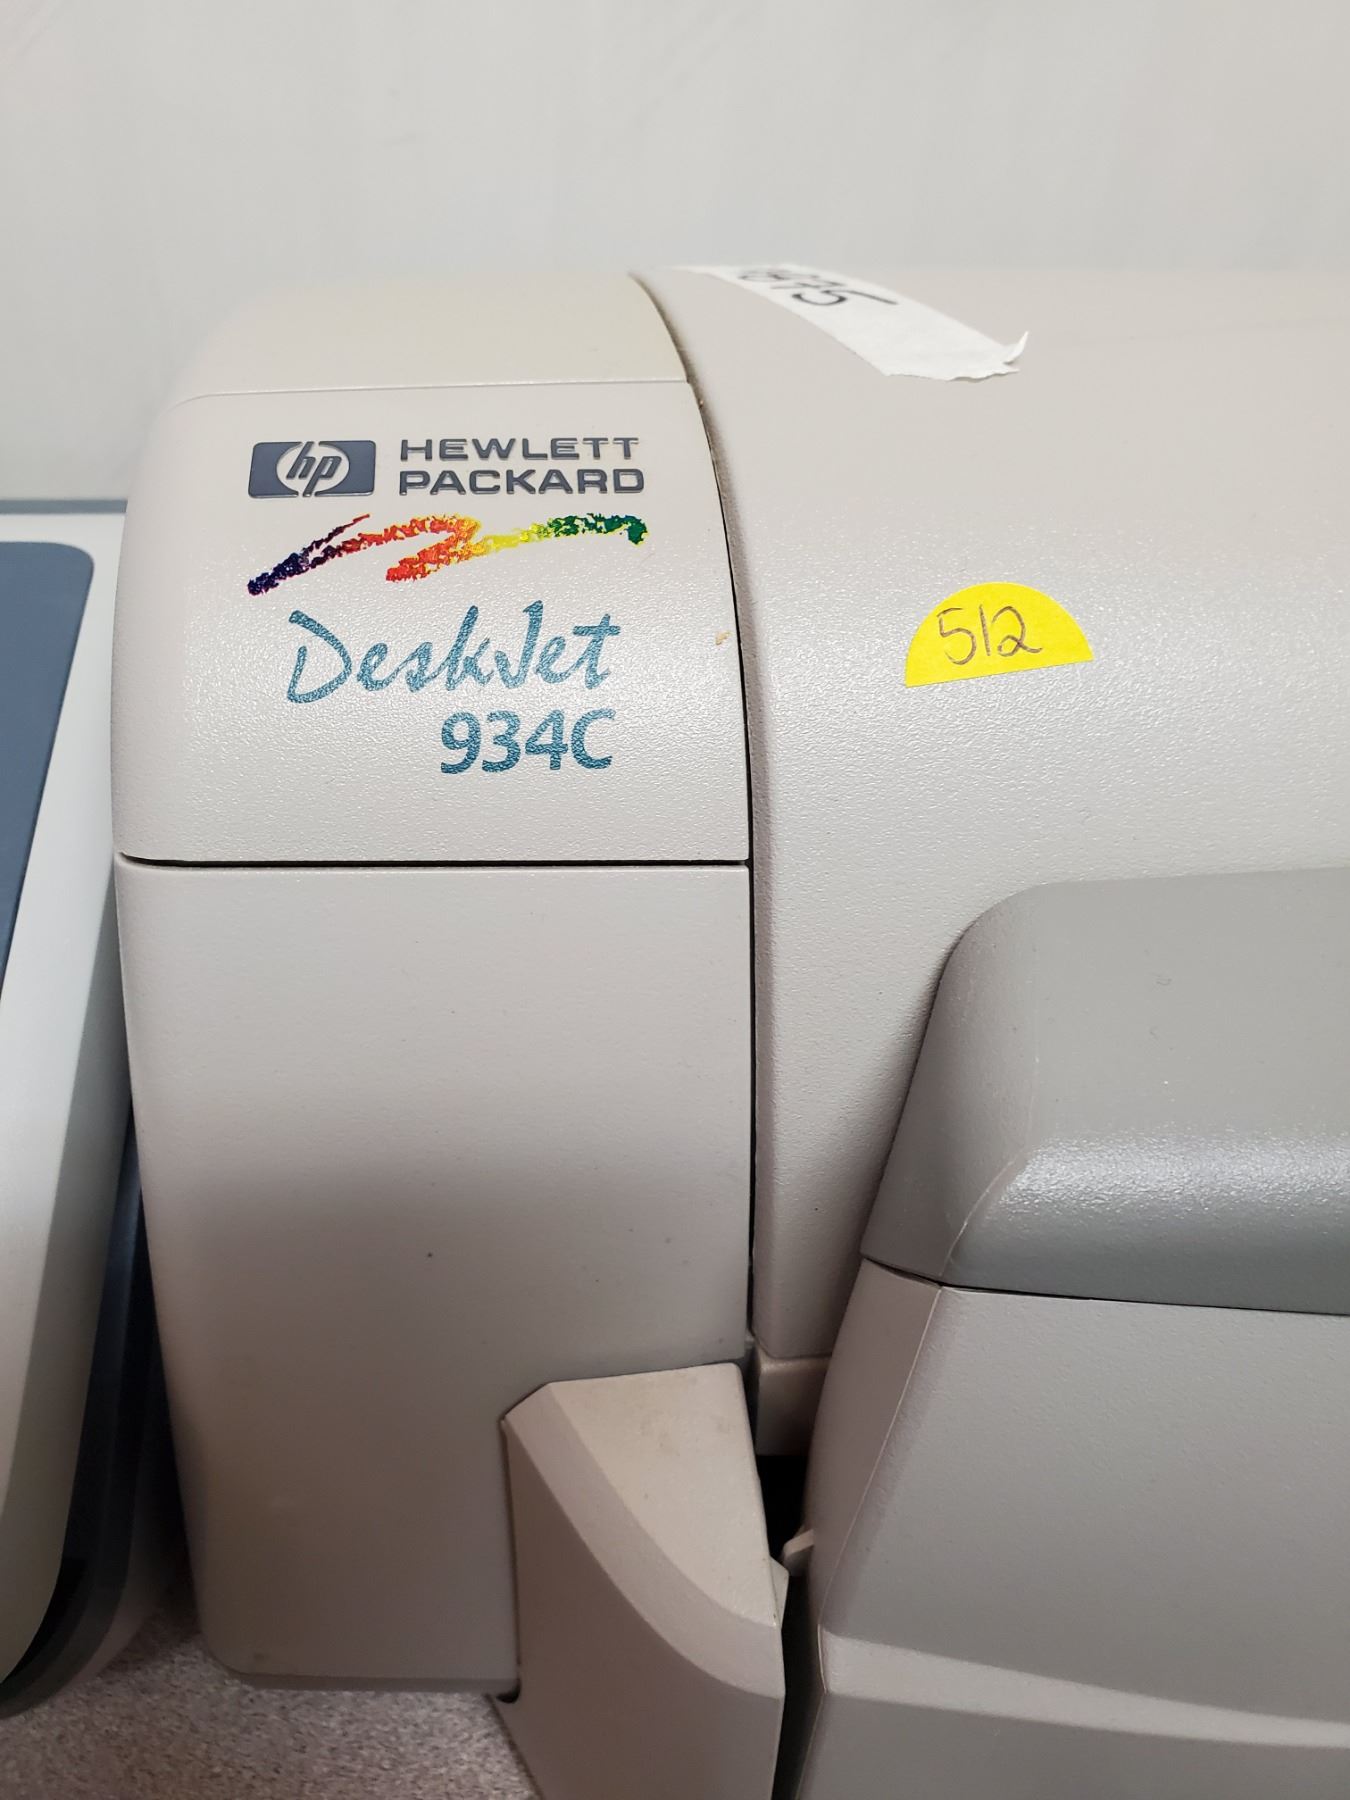 hp HEWLETT
PACKARD
DeskJet
934C
512